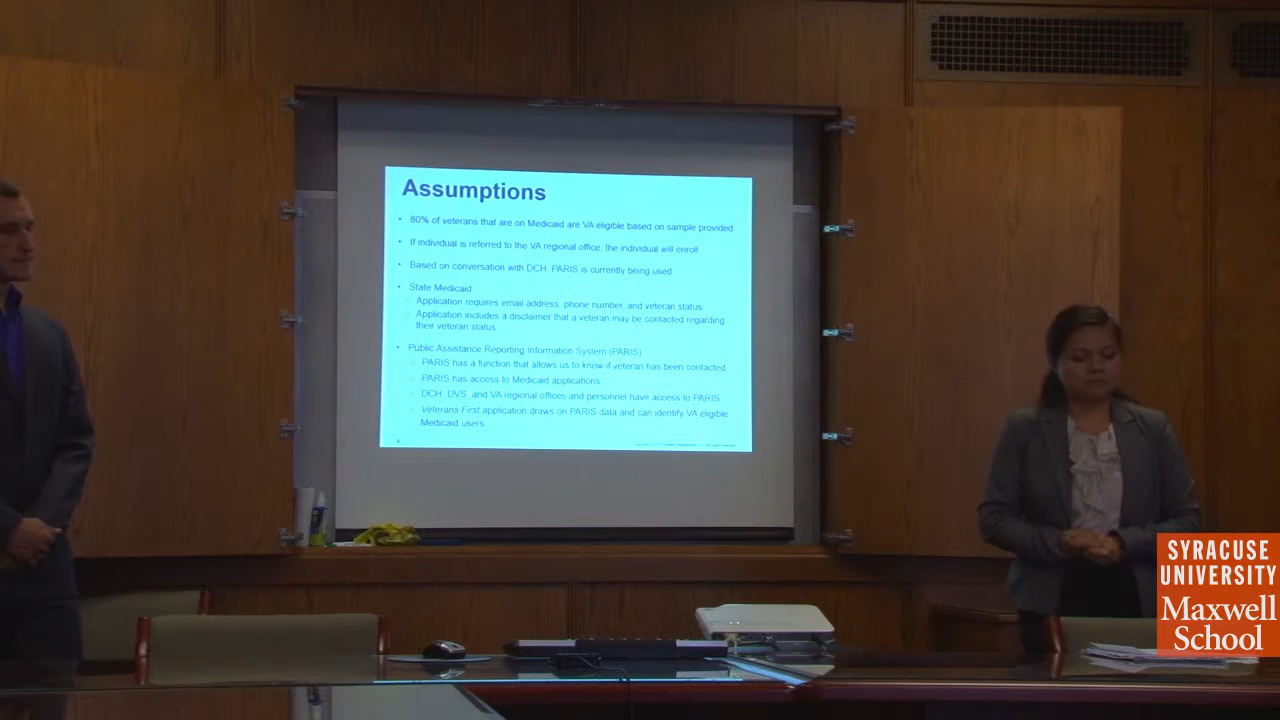 Assumptions
• 80% of veterans that are on Medicaid are VA eligible based on sample provided
• If individual is referred to the VA regional office, the individual will enroll
• Based on conversation with DCH, PARIS is currently being used
• State Medicaid
○ Application requires email address, phone number, and veteran status
○ Application includes a disclaimer that a veteran may be contacted regarding
their veteran status
• Public Assistance Reporting Information System (PARIS)
○ PARIS has a function that allows us to know if veteran has been contacted
○ PARIS has access to Medicaid applications
○ DCH, DVS, and VA regional offices and personnel have access to PARIS
○ Veterans First application draws on PARIS data and can identify VA eligible
Medicaid users
SYRACUSE
UNIVERSITY
Maxwell
School